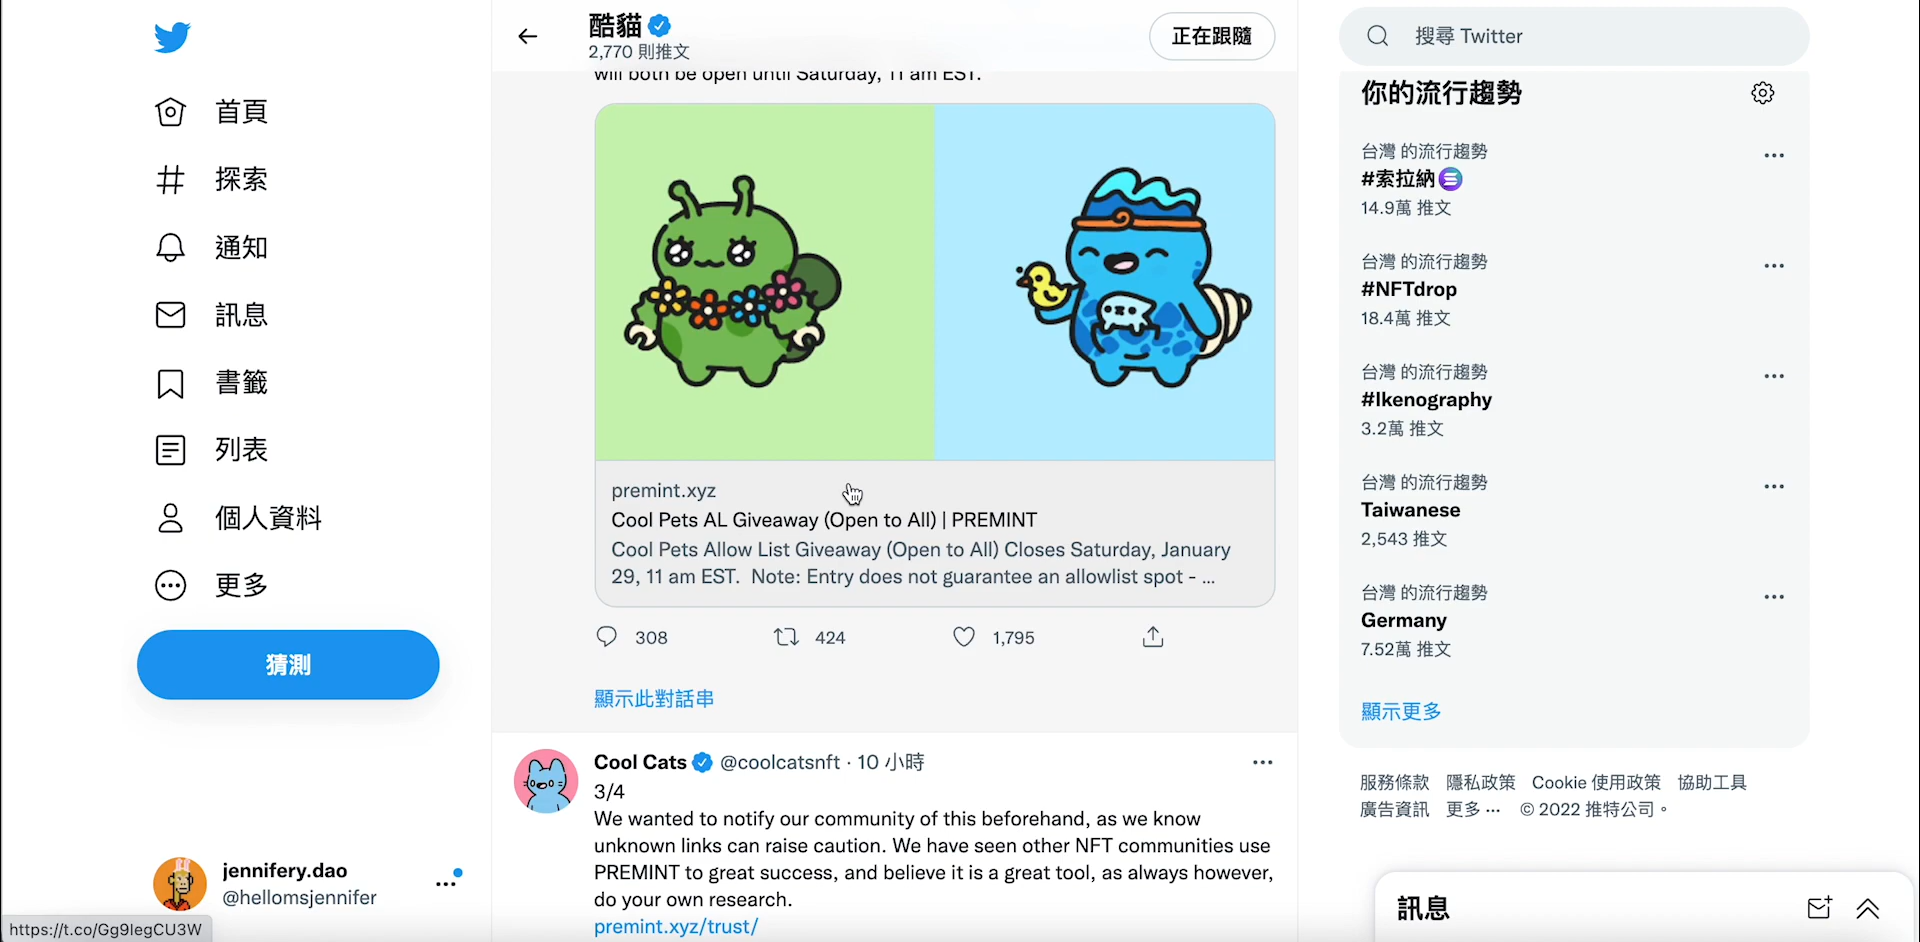 首頁
探索
通知
訊息
書籤
列表
個人資料
更多
猜測
jennifery.dao
@hellomsjennifer
https://t.co/Gg9legCU3W
酷貓
2,770 則推文
正在跟隨
will both be open until Saturday, 11 am EST.
premint.xyz
Cool Pets AL Giveaway (Open to All) | PREMINT
Cool Pets Allow List Giveaway (Open to All) Closes Saturday, January
29, 11 am EST. Note: Entry does not guarantee an allowlist spot - ...
308 424 1,795
顯示此對話串
Cool Cats @coolcatsnft · 10 小時
3/4
We wanted to notify our community of this beforehand, as we know
unknown links can raise caution. We have seen other NFT communities use
PREMINT to great success, and believe it is a great tool, as always however,
do your own research.
premint.xyz/trust/
搜尋 Twitter
你的流行趨勢
台灣 的流行趨勢
#索拉納
14.9萬 推文
台灣 的流行趨勢
#NFTdrop
18.4萬 推文
台灣 的流行趨勢
#Ikenography
3.2萬 推文
台灣 的流行趨勢
Taiwanese
2,543 推文
台灣 的流行趨勢
Germany
7.52萬 推文
顯示更多
服務條款 隱私政策 Cookie 使用政策 協助工具
廣告資訊 更多 ··· © 2022 推特公司。
訊息